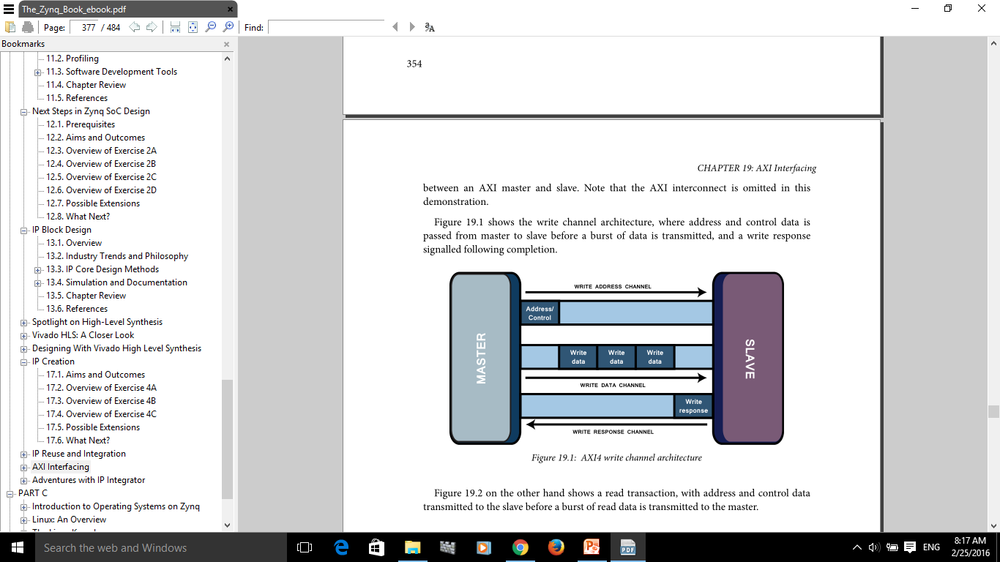 The_Zynq_Book_ebook.pdf
Page: 377 / 484 Find:
Bookmarks
11.2. Profiling
11.3. Software Development Tools
11.4. Chapter Review
11.5. References
Next Steps in Zynq SoC Design
12.1. Prerequisites
12.2. Aims and Outcomes
12.3. Overview of Exercise 2A
12.4. Overview of Exercise 2B
12.5. Overview of Exercise 2C
12.6. Overview of Exercise 2D
12.7. Possible Extensions
12.8. What Next?
IP Block Design
13.1. Overview
13.2. Industry Trends and Philosophy
13.3. IP Core Design Methods
13.4. Simulation and Documentation
13.5. Chapter Review
13.6. References
Spotlight on High-Level Synthesis
Vivado HLS: A Closer Look
Designing With Vivado High Level Synthesis
IP Creation
17.1. Aims and Outcomes
17.2. Overview of Exercise 4A
17.3. Overview of Exercise 4B
17.4. Overview of Exercise 4C
17.5. Possible Extensions
17.6. What Next?
IP Reuse and Integration
AXI Interfacing
Adventures with IP Integrator
PART C
Introduction to Operating Systems on Zynq
Linux: An Overview
354
CHAPTER 19: AXI Interfacing
between an AXI master and slave. Note that the AXI interconnect is omitted in this
demonstration.
Figure 19.1 shows the write channel architecture, where address and control data is
passed from master to slave before a burst of data is transmitted, and a write response
signalled following completion.
MASTER
WRITE ADDRESS CHANNEL
Address/
Control
Write
data
Write
data
Write
data
WRITE DATA CHANNEL
Write
response
WRITE RESPONSE CHANNEL
SLAVE
Figure 19.1: AXI4 write channel architecture
Figure 19.2 on the other hand shows a read transaction, with address and control data
transmitted to the slave before a burst of read data is transmitted to the master.
Search the web and Windows
PDF
ENG
8:17 AM
2/25/2016